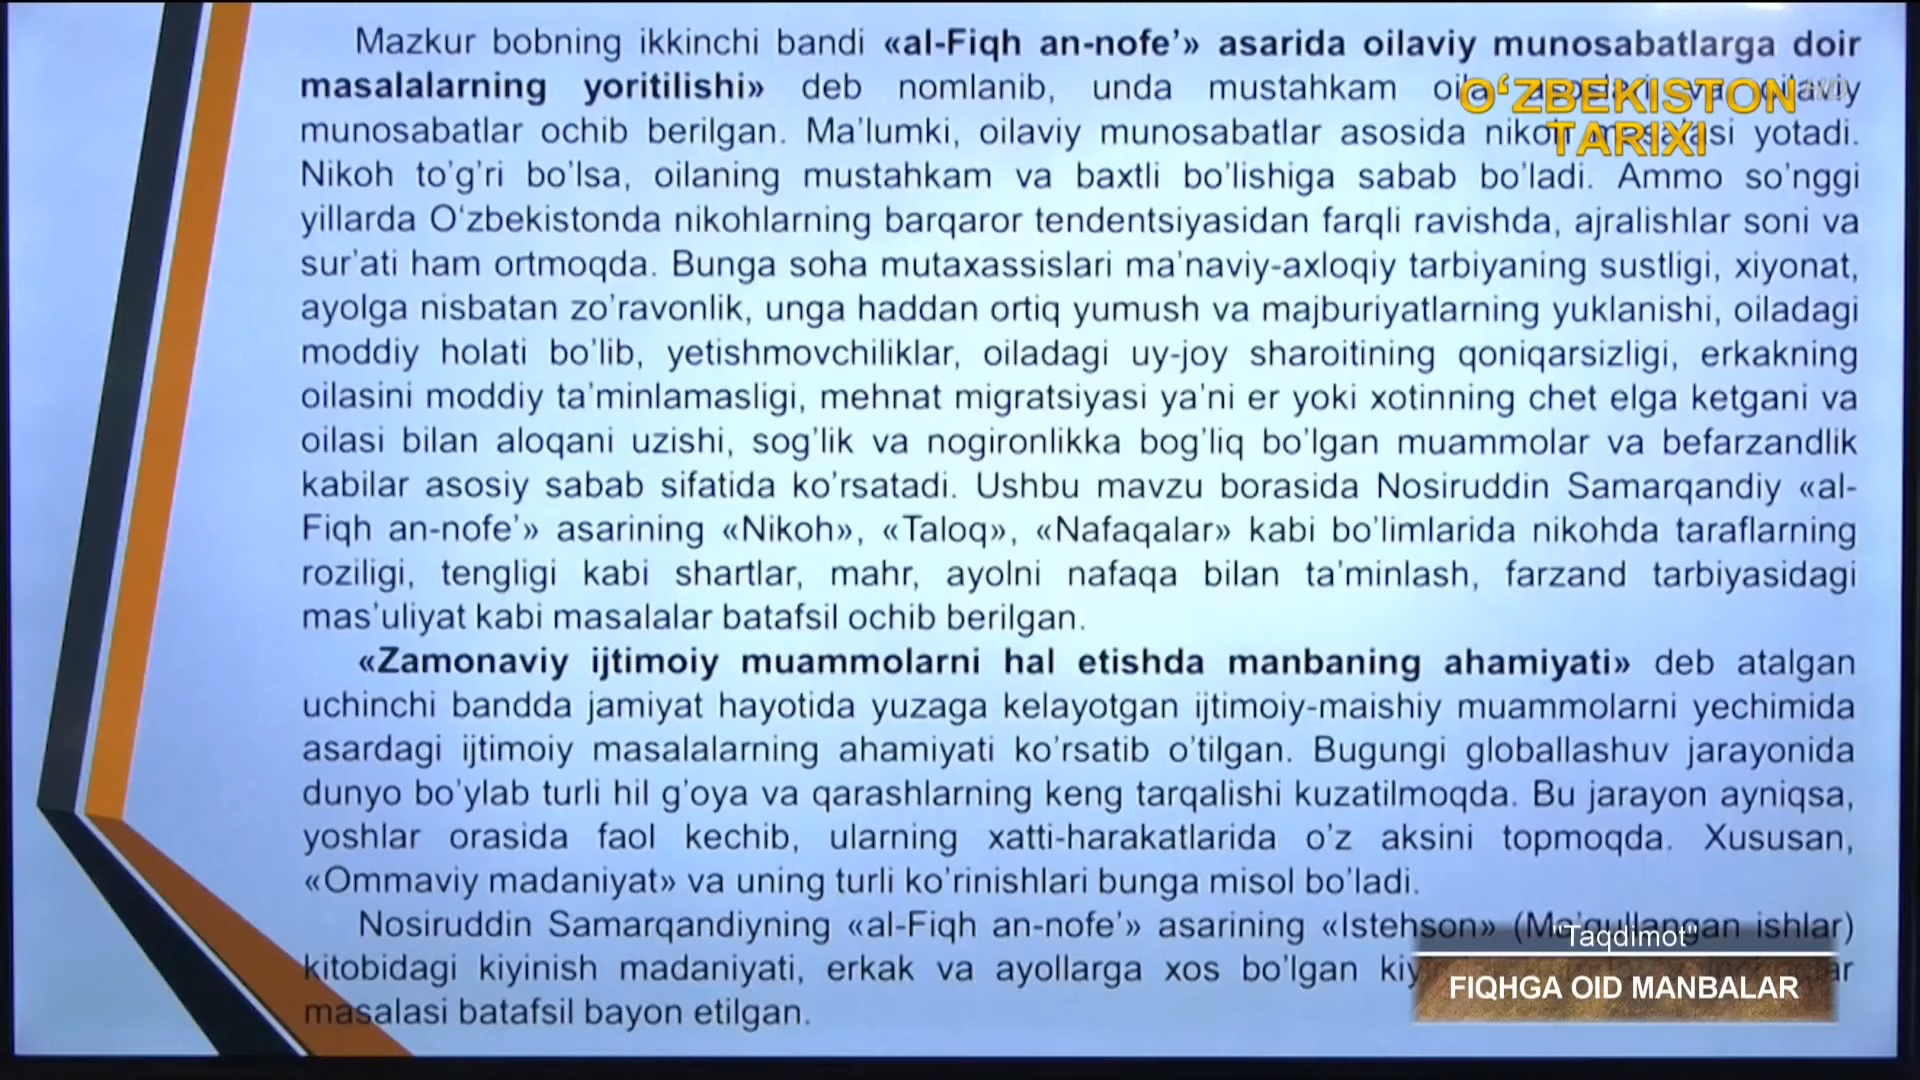 Mazkur bobning ikkinchi bandi «al-Fiqh an-nofe’» asarida oilaviy munosabatlarga doir
masalalarning yoritilishi» deb nomlanib, unda mustahkam oila va oilaviy
O‘ZBEKISTON HD
munosabatlar ochib berilgan. Ma’lumki, oilaviy munosabatlar asosida nikoh masalasi yotadi.
TARIXI
Nikoh to’g’ri bo’lsa, oilaning mustahkam va baxtli bo’lishiga sabab bo’ladi. Ammo so’nggi
yillarda O‘zbekistonda nikohlarning barqaror tendentsiyasidan farqli ravishda, ajralishlar soni va
sur’ati ham ortmoqda. Bunga soha mutaxassislari ma’naviy-axloqiy tarbiyaning sustligi, xiyonat,
ayolga nisbatan zo’ravonlik, unga haddan ortiq yumush va majburiyatlarning yuklanishi, oiladagi
moddiy holati bo’lib, yetishmovchiliklar, oiladagi uy-joy sharoitining qoniqarsizligi, erkakning
oilasini moddiy ta’minlamasligi, mehnat migratsiyasi ya’ni er yoki xotinning chet elga ketgani va
oilasi bilan aloqani uzishi, sog’lik va nogironlikka bog’liq bo’lgan muammolar va befarzandlik
kabilar asosiy sabab sifatida ko’rsatadi. Ushbu mavzu borasida Nosiruddin Samarqandiy «al-
Fiqh an-nofe’» asarining «Nikoh», «Taloq», «Nafaqalar» kabi bo’limlarida nikohda taraflarning
roziligi, tengligi kabi shartlar, mahr, ayolni nafaqa bilan ta’minlash, farzand tarbiyasidagi
mas’uliyat kabi masalalar batafsil ochib berilgan.
«Zamonaviy ijtimoiy muammolarni hal etishda manbaning ahamiyati» deb atalgan
uchinchi bandda jamiyat hayotida yuzaga kelayotgan ijtimoiy-maishiy muammolarni yechimida
asardagi ijtimoiy masalalarning ahamiyati ko’rsatib o’tilgan. Bugungi globallashuv jarayonida
dunyo bo’ylab turli hil g’oya va qarashlarning keng tarqalishi kuzatilmoqda. Bu jarayon ayniqsa,
yoshlar orasida faol kechib, ularning xatti-harakatlarida o’z aksini topmoqda. Xususan,
«Ommaviy madaniyat» va uning turli ko’rinishlari bunga misol bo’ladi.
Nosiruddin Samarqandiyning «al-Fiqh an-nofe’» asarining «Istehson» (Ma’qullangan ishlar)
"Taqdimot"
kitobidagi kiyinish madaniyati, erkak va ayollarga xos bo’lgan
FIQHGA OID MANBALAR
masalasi batafsil bayon etilgan.